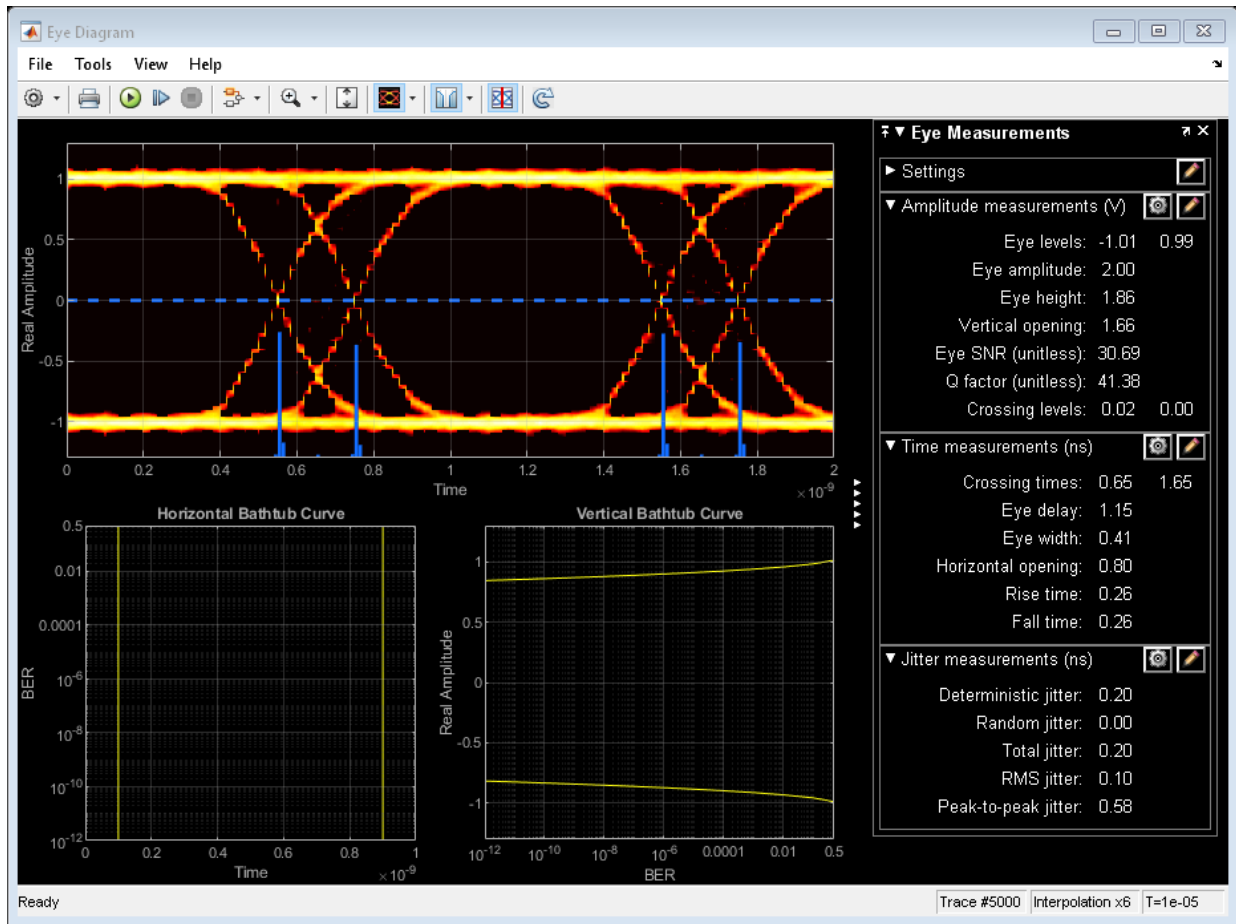 Eye Diagram
File Tools View Help
1
0.5
0
-0.5
-1
Real Amplitude
0 0.2 0.4 0.6 0.8 1 1.2 1.4 1.6 1.8 2
Time
×10⁻⁹
Horizontal Bathtub Curve
0.5
0.01
0.0001
10⁻⁶
10⁻⁸
10⁻¹⁰
10⁻¹²
BER
0 0.2 0.4 0.6 0.8 1
Time
×10⁻⁹
Vertical Bathtub Curve
1
0.5
0
-0.5
-1
Real Amplitude
10⁻¹² 10⁻¹⁰ 10⁻⁸ 10⁻⁶ 0.0001 0.01 0.5
BER
Eye Measurements
Settings
Amplitude measurements (V)
Eye levels: -1.01 0.99
Eye amplitude: 2.00
Eye height: 1.86
Vertical opening: 1.66
Eye SNR (unitless): 30.69
Q factor (unitless): 41.38
Crossing levels: 0.02 0.00
Time measurements (ns)
Crossing times: 0.65 1.65
Eye delay: 1.15
Eye width: 0.41
Horizontal opening: 0.80
Rise time: 0.26
Fall time: 0.26
Jitter measurements (ns)
Deterministic jitter: 0.20
Random jitter: 0.00
Total jitter: 0.20
RMS jitter: 0.10
Peak-to-peak jitter: 0.58
Ready
Trace #5000 Interpolation x6 T=1e-05